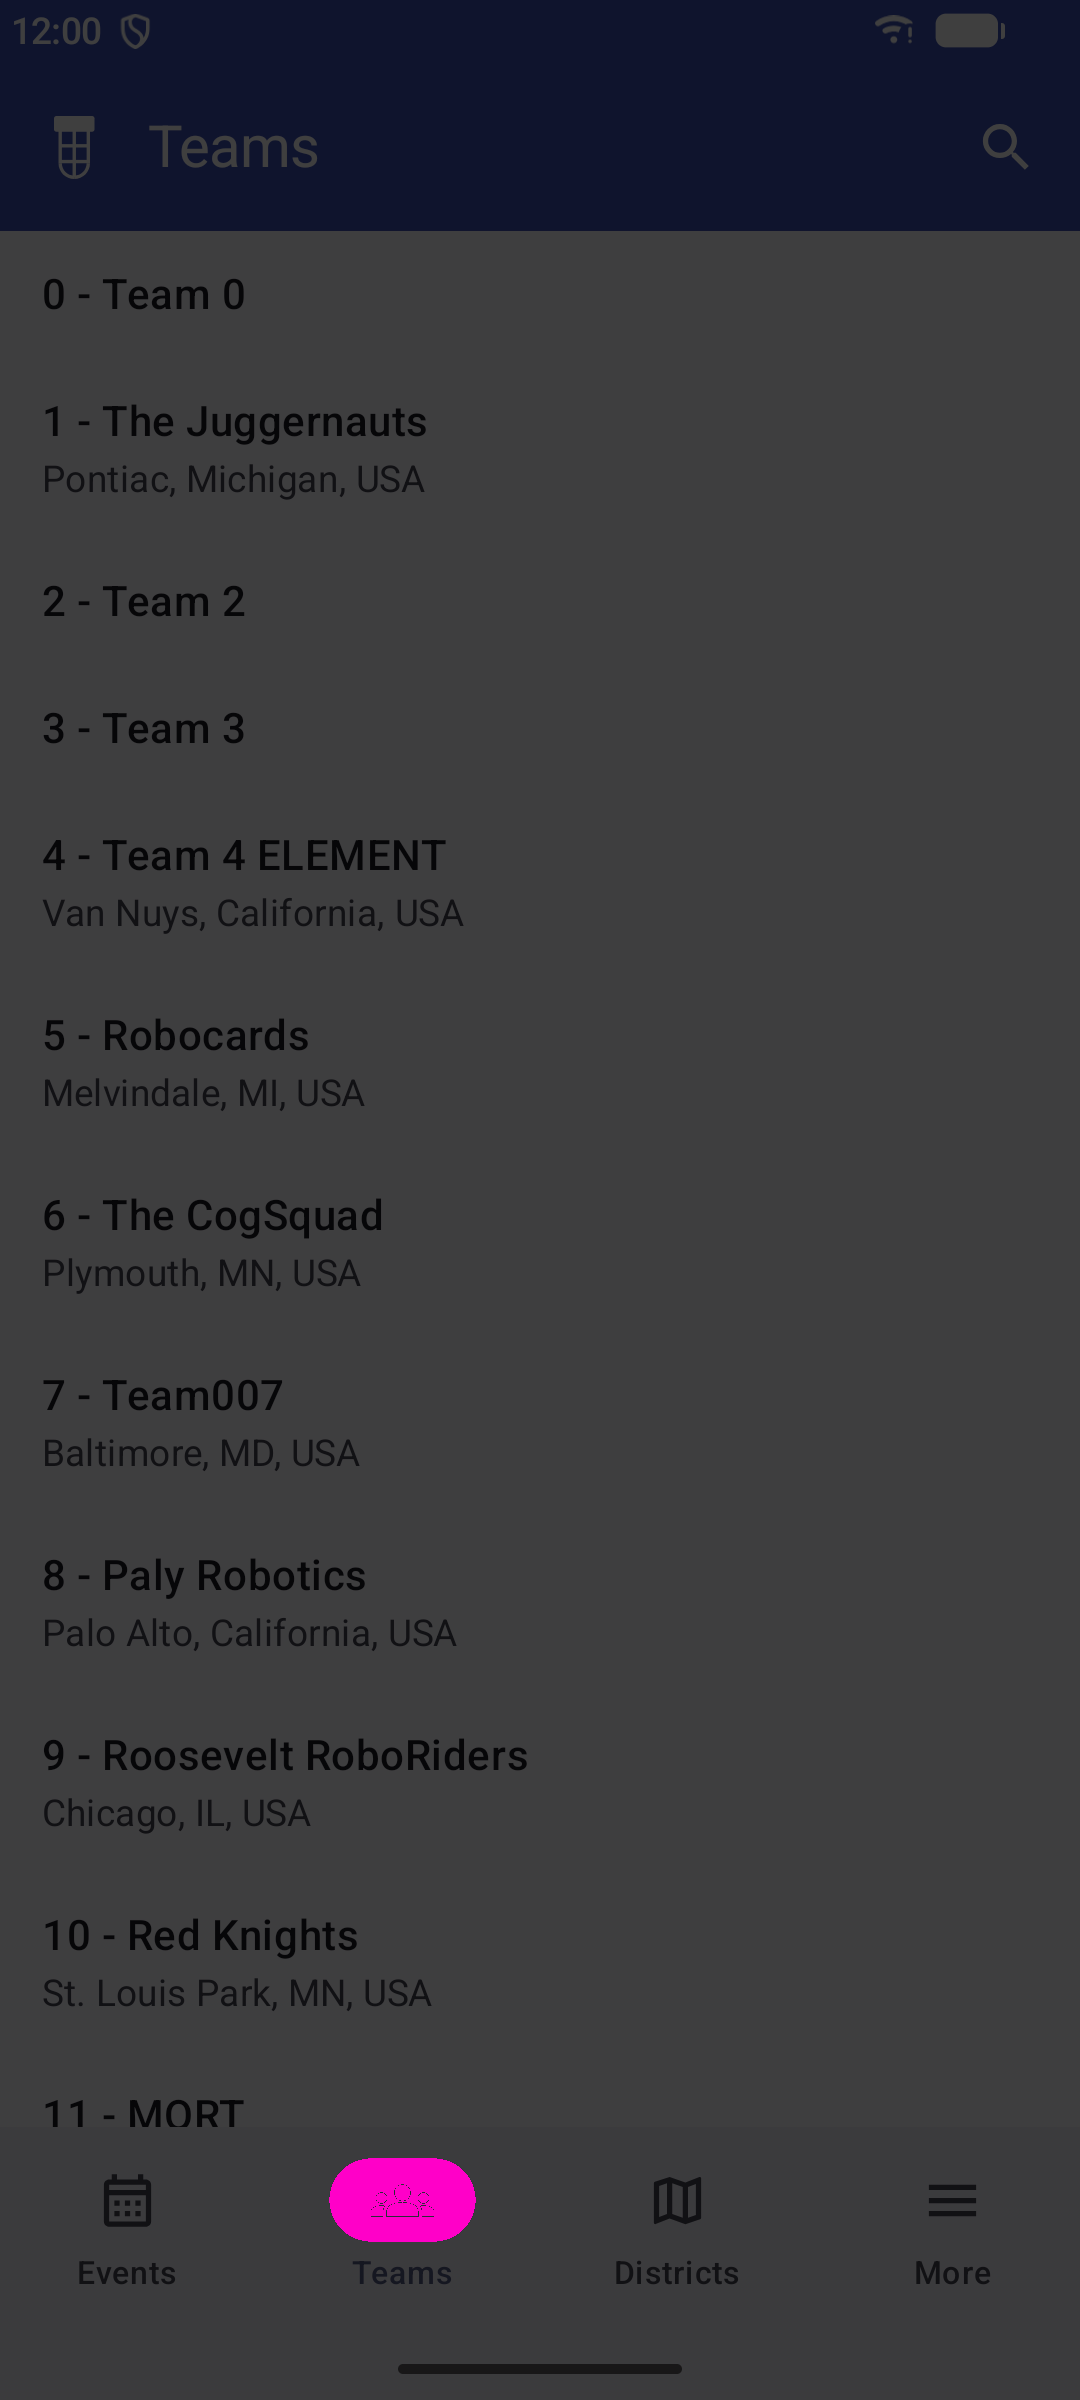 12:00
Teams
0 - Team 0
1 - The Juggernauts
Pontiac, Michigan, USA
2 - Team 2
3 - Team 3
4 - Team 4 ELEMENT
Van Nuys, California, USA
5 - Robocards
Melvindale, MI, USA
6 - The CogSquad
Plymouth, MN, USA
7 - Team007
Baltimore, MD, USA
8 - Paly Robotics
Palo Alto, California, USA
9 - Roosevelt RoboRiders
Chicago, IL, USA
10 - Red Knights
St. Louis Park, MN, USA
11 - MORT
Events
Teams
Districts
More